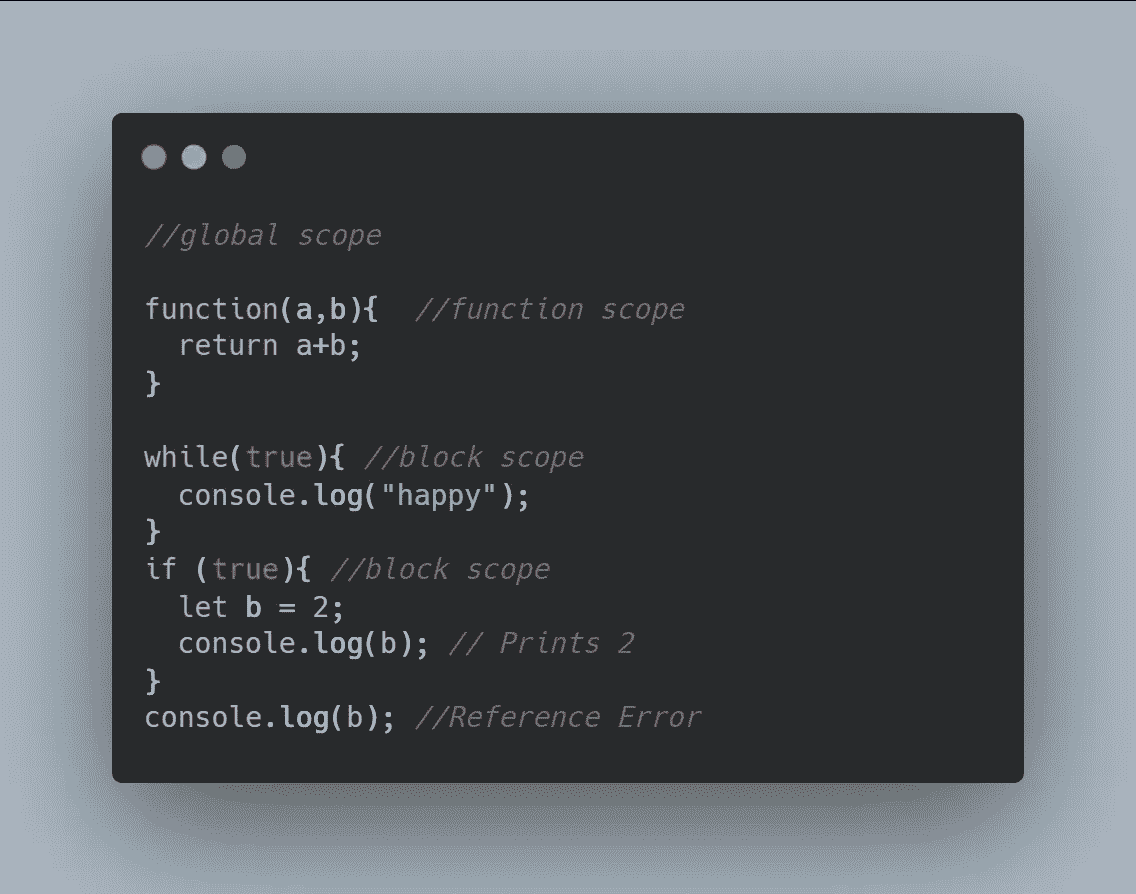 //global scope
function(a,b){  //function scope
  return a+b;
}
while(true){ //block scope
  console.log("happy");
}
if (true){ //block scope
  let b = 2;
  console.log(b); // Prints 2
}
console.log(b); //Reference Error